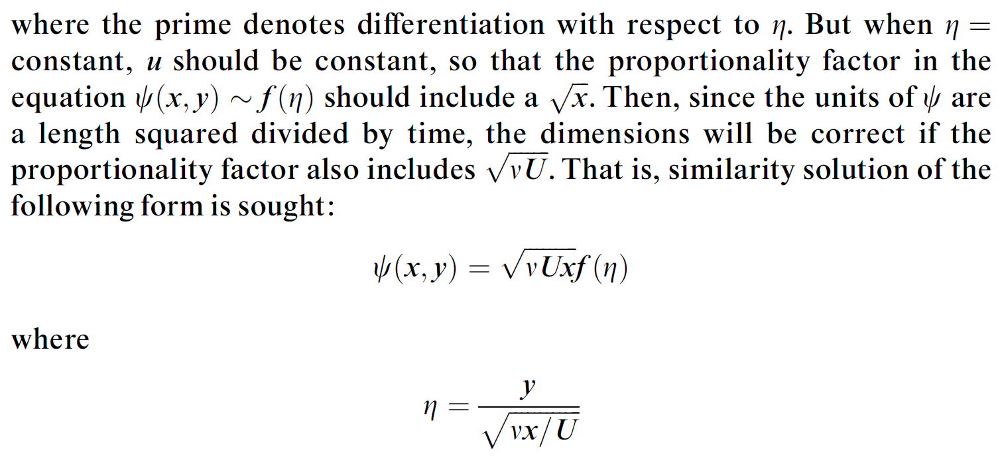 where the prime denotes differentiation with respect to η. But when η =
constant, u should be constant, so that the proportionality factor in the
equation ψ(x, y) ~ f(η) should include a √x. Then, since the units of ψ are
a length squared divided by time, the dimensions will be correct if the
proportionality factor also includes √(νU). That is, similarity solution of the
following form is sought:
ψ(x, y) = √(νUx)f(η)
where
η = y / √(νx/U)